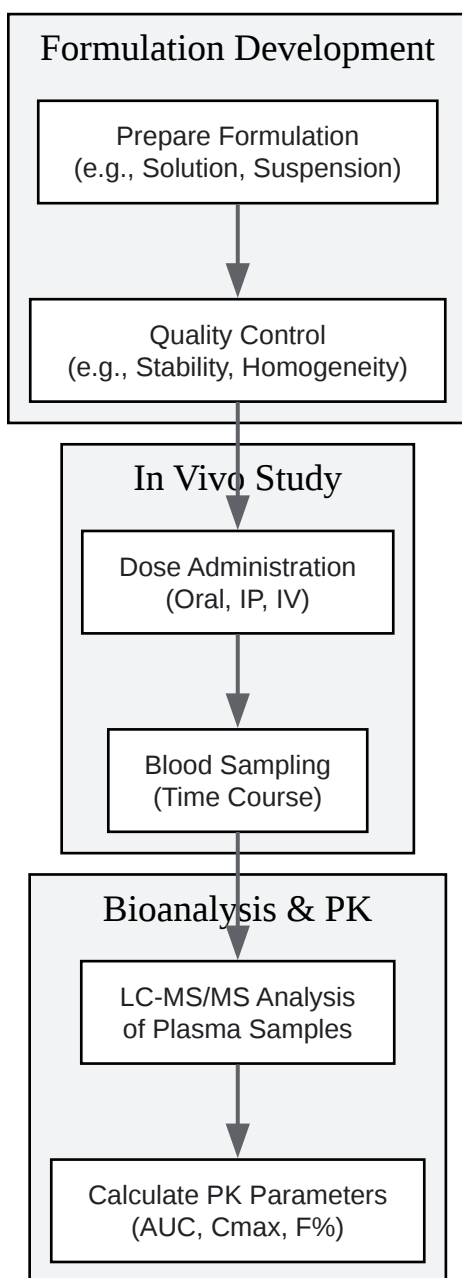 Formulation Development
Prepare Formulation
(e.g., Solution, Suspension)
Quality Control
(e.g., Stability, Homogeneity)
In Vivo Study
Dose Administration
(Oral, IP, IV)
Blood Sampling
(Time Course)
Bioanalysis & PK
LC-MS/MS Analysis
of Plasma Samples
Calculate PK Parameters
(AUC, Cmax, F%)